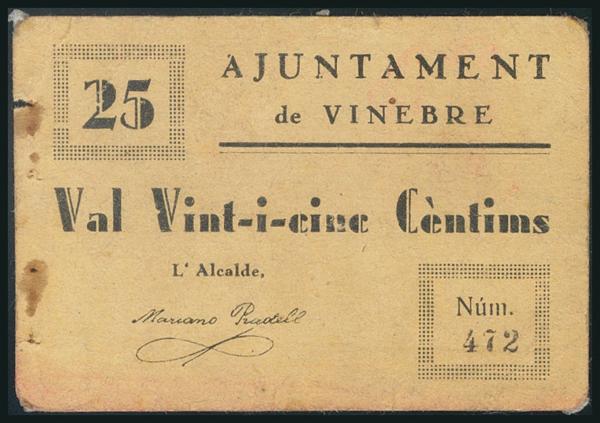 25
AJUNTAMENT
de VINEBRE
Val Vint-i-cinc Cèntims
L' Alcalde,
Mariano Pradell
Núm.
472